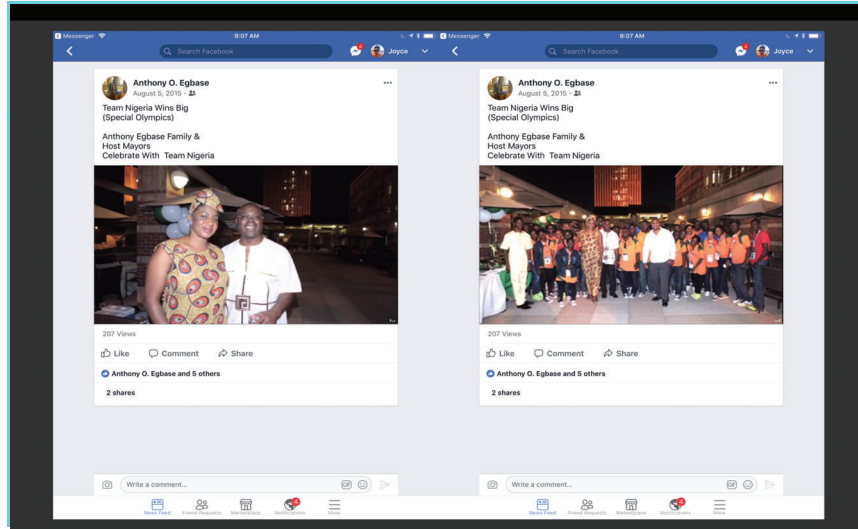 Messenger 9:07 AM
Search Facebook Joyce
Anthony O. Egbase
August 5, 2015
Team Nigeria Wins Big
(Special Olympics)
Anthony Egbase Family &
Host Mayors
Celebrate With Team Nigeria
207 Views
Like Comment Share
Anthony O. Egbase and 5 others
2 shares
Write a comment... GIF
4
News Feed Friend Requests Marketplace Notifications More
Messenger 9:07 AM
Search Facebook Joyce
Anthony O. Egbase
August 5, 2015
Team Nigeria Wins Big
(Special Olympics)
Anthony Egbase Family &
Host Mayors
Celebrate With Team Nigeria
207 Views
Like Comment Share
Anthony O. Egbase and 5 others
2 shares
Write a comment... GIF
4
News Feed Friend Requests Marketplace Notifications More